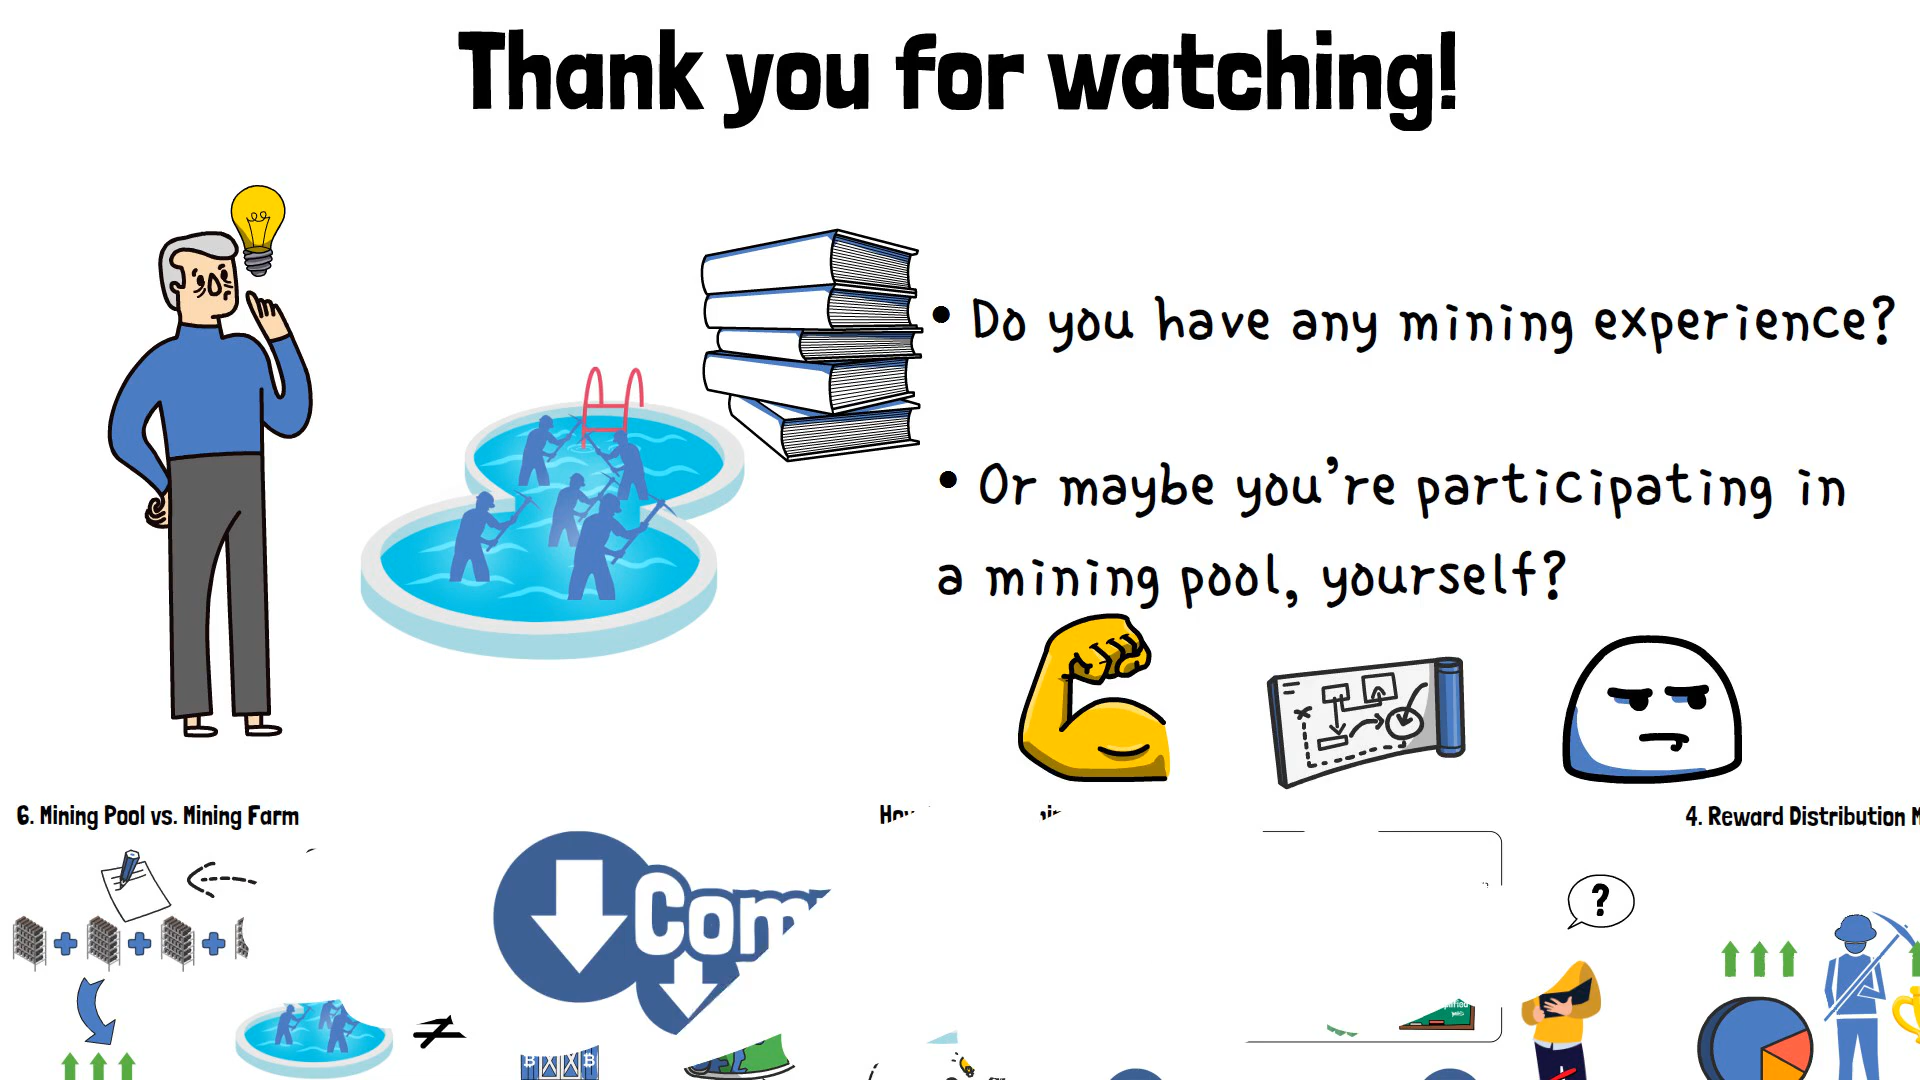 Thank you for watching!
• Do you have any mining experience?
• Or maybe you're participating in
a mining pool, yourself?
6. Mining Pool vs. Mining Farm
4. Reward Distribution M
Com
?